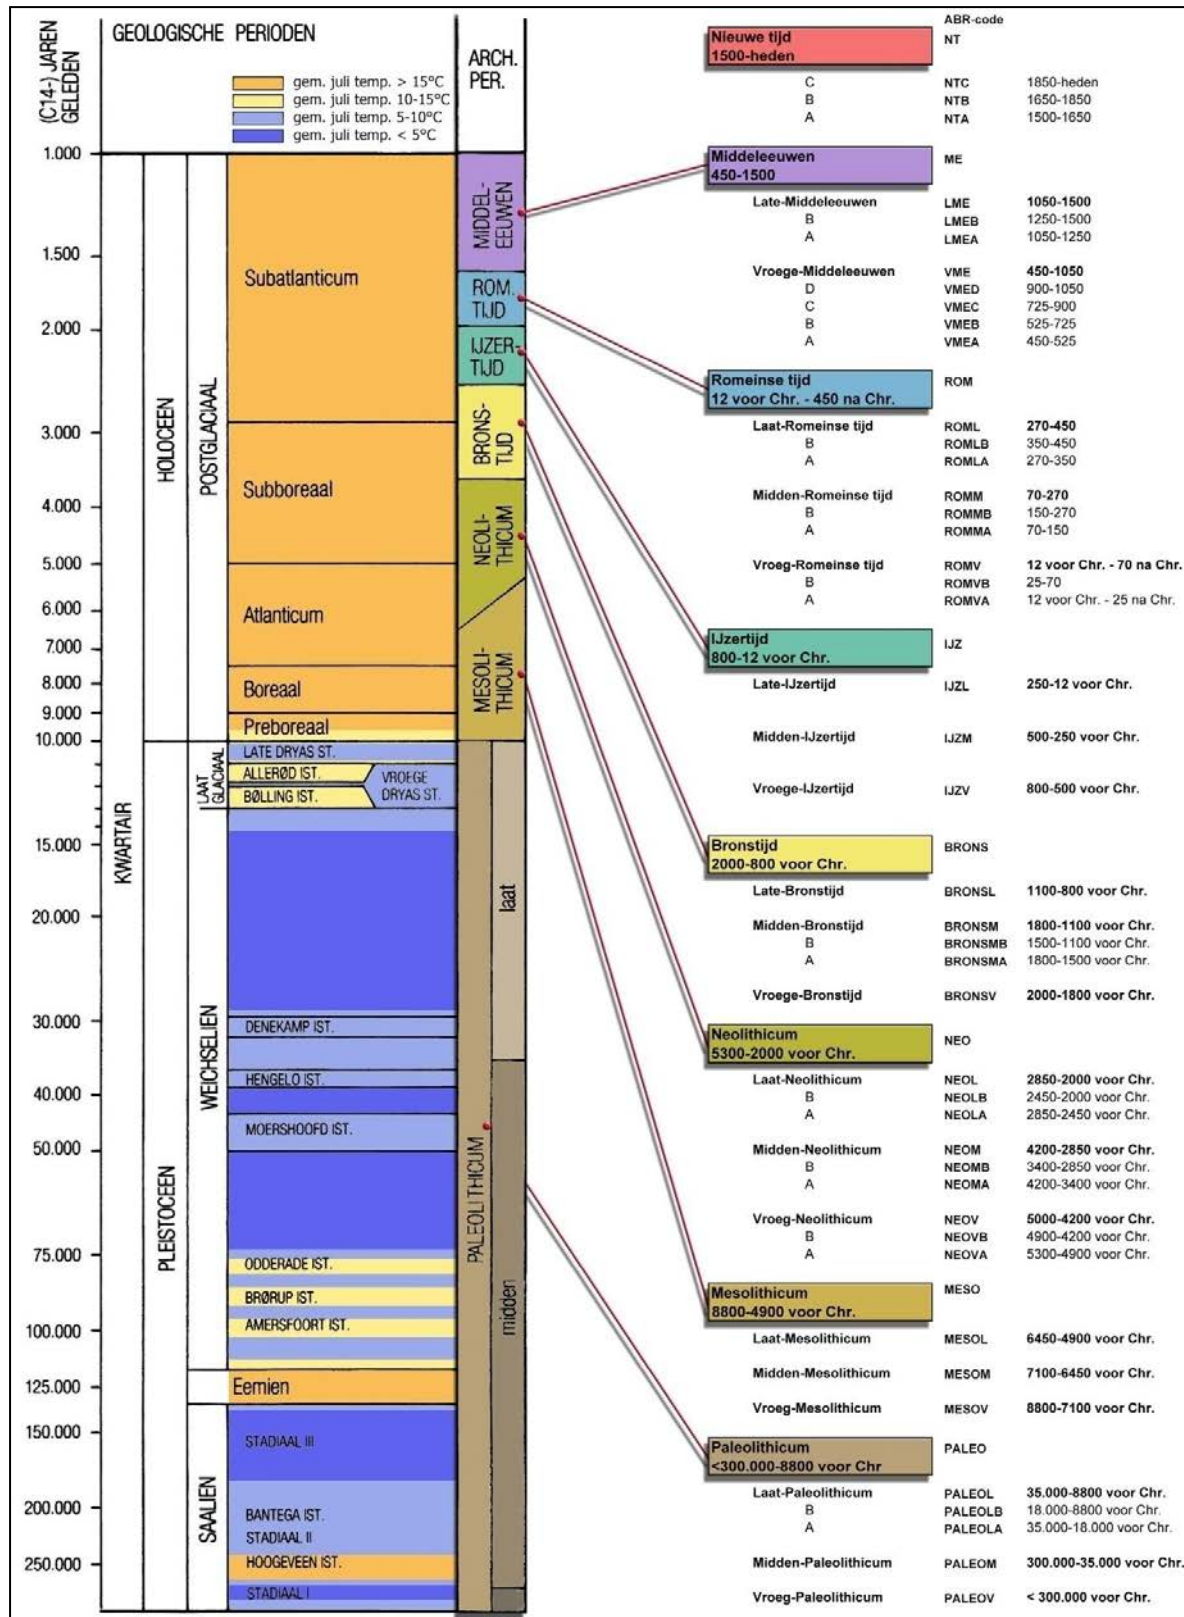 (C14-) JAREN
GELEDEN
GEOLOGISCHE PERIODEN
gem. juli temp. > 15°C
gem. juli temp. 10-15°C
gem. juli temp. 5-10°C
gem. juli temp. < 5°C
ARCH.
PER.
1.000
1.500
2.000
3.000
4.000
5.000
6.000
7.000
8.000
9.000
10.000
15.000
20.000
30.000
40.000
50.000
75.000
100.000
125.000
150.000
200.000
250.000
KWARTAIR
HOLOCEEN
PLEISTOCEEN
POSTGLACIAAL
LAAT
GLACIAAL
WEICHSELIEN
SAALIEN
Subatlanticum
Subboreaal
Atlanticum
Boreaal
Preboreaal
LATE DRYAS ST.
ALLERØD IST.
VROEGE
DRYAS ST.
BØLLING IST.
DENEKAMP IST.
HENGELO IST.
MOERSHOOFD IST.
ODDERADE IST.
BRØRUP IST.
AMERSFOORT IST.
Eemien
STADIAAL III
BANTEGA IST.
STADIAAL II
HOOGEVEEN IST.
STADIAAL I
MIDDEL-
EEUWEN
ROM.
TIJD
IJZER-
TIJD
BRONS-
TIJD
NEOLI-
THICUM
MESOLI-
THICUM
PALEOLITHICUM
laat
midden
ABR-code
Nieuwe tijd NT
1500-heden
C NTC 1850-heden
B NTB 1650-1850
A NTA 1500-1650
Middeleeuwen ME
450-1500
Late-Middeleeuwen LME 1050-1500
B LMEB 1250-1500
A LMEA 1050-1250
Vroege-Middeleeuwen VME 450-1050
D VMED 900-1050
C VMEC 725-900
B VMEB 525-725
A VMEA 450-525
Romeinse tijd ROM
12 voor Chr. - 450 na Chr.
Laat-Romeinse tijd ROML 270-450
B ROMLB 350-450
A ROMLA 270-350
Midden-Romeinse tijd ROMM 70-270
B ROMMB 150-270
A ROMMA 70-150
Vroeg-Romeinse tijd ROMV 12 voor Chr. - 70 na Chr.
B ROMVB 25-70
A ROMVA 12 voor Chr. - 25 na Chr.
IJzertijd IJZ
800-12 voor Chr.
Late-IJzertijd IJZL 250-12 voor Chr.
Midden-IJzertijd IJZM 500-250 voor Chr.
Vroege-IJzertijd IJZV 800-500 voor Chr.
Bronstijd BRONS
2000-800 voor Chr.
Late-Bronstijd BRONSL 1100-800 voor Chr.
Midden-Bronstijd BRONSM 1800-1100 voor Chr.
B BRONSMB 1500-1100 voor Chr.
A BRONSMA 1800-1500 voor Chr.
Vroege-Bronstijd BRONSV 2000-1800 voor Chr.
Neolithicum NEO
5300-2000 voor Chr.
Laat-Neolithicum NEOL 2850-2000 voor Chr.
B NEOLB 2450-2000 voor Chr.
A NEOLA 2850-2450 voor Chr.
Midden-Neolithicum NEOM 4200-2850 voor Chr.
B NEOMB 3400-2850 voor Chr.
A NEOMA 4200-3400 voor Chr.
Vroeg-Neolithicum NEOV 5000-4200 voor Chr.
B NEOVB 4900-4200 voor Chr.
A NEOVA 5300-4900 voor Chr.
Mesolithicum MESO
8800-4900 voor Chr.
Laat-Mesolithicum MESOL 6450-4900 voor Chr.
Midden-Mesolithicum MESOM 7100-6450 voor Chr.
Vroeg-Mesolithicum MESOV 8800-7100 voor Chr.
Paleolithicum PALEO
<300.000-8800 voor Chr
Laat-Paleolithicum PALEOL 35.000-8800 voor Chr.
B PALEOLB 18.000-8800 voor Chr.
A PALEOLA 35.000-18.000 voor Chr.
Midden-Paleolithicum PALEOM 300.000-35.000 voor Chr.
Vroeg-Paleolithicum PALEOV < 300.000 voor Chr.